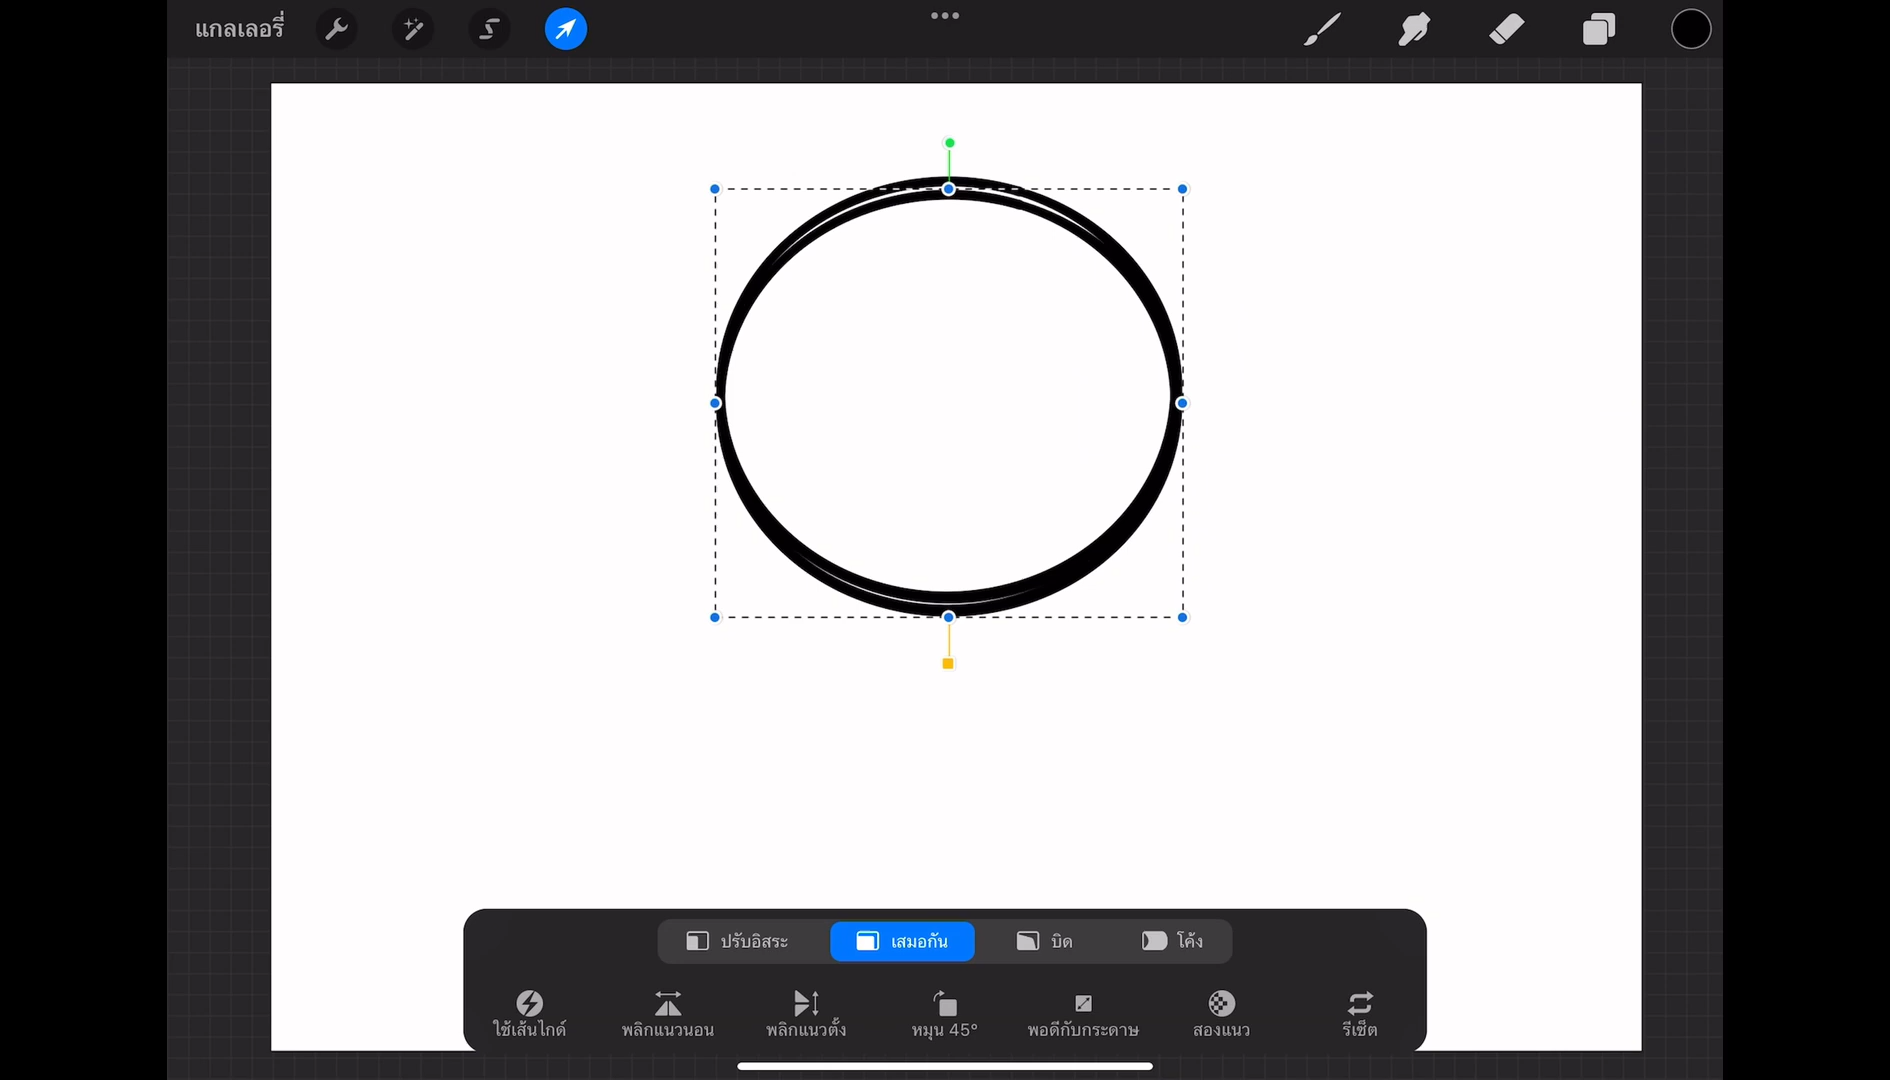 แกลเลอรี่
ปรับอิสระ เสมอกัน บิด โค้ง
ใช้เส้นไกด์ พลิกแนวนอน พลิกแนวตั้ง หมุน 45° พอดีกับกระดาษ สองแนว รีเซ็ต